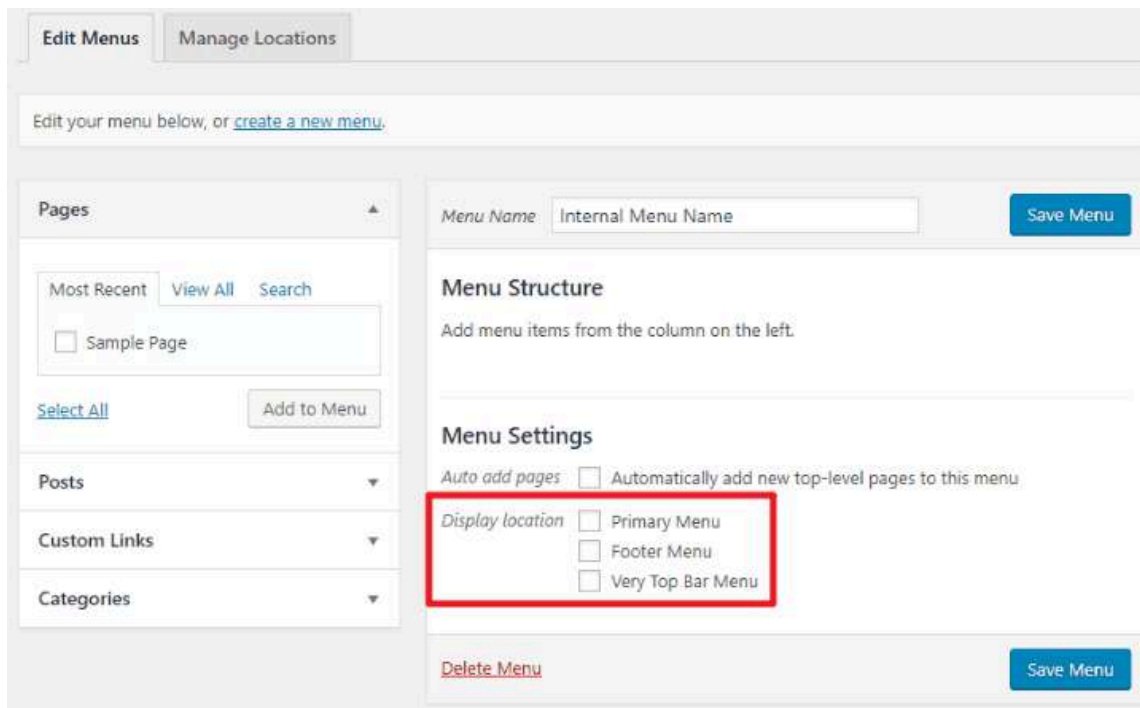 Edit Menus Manage Locations
Edit your menu below, or create a new menu.
Pages
Most Recent View All Search
Sample Page
Select All Add to Menu
Posts
Custom Links
Categories
Menu Name Internal Menu Name Save Menu
Menu Structure
Add menu items from the column on the left.
Menu Settings
Auto add pages Automatically add new top-level pages to this menu
Display location Primary Menu
Footer Menu
Very Top Bar Menu
Delete Menu Save Menu